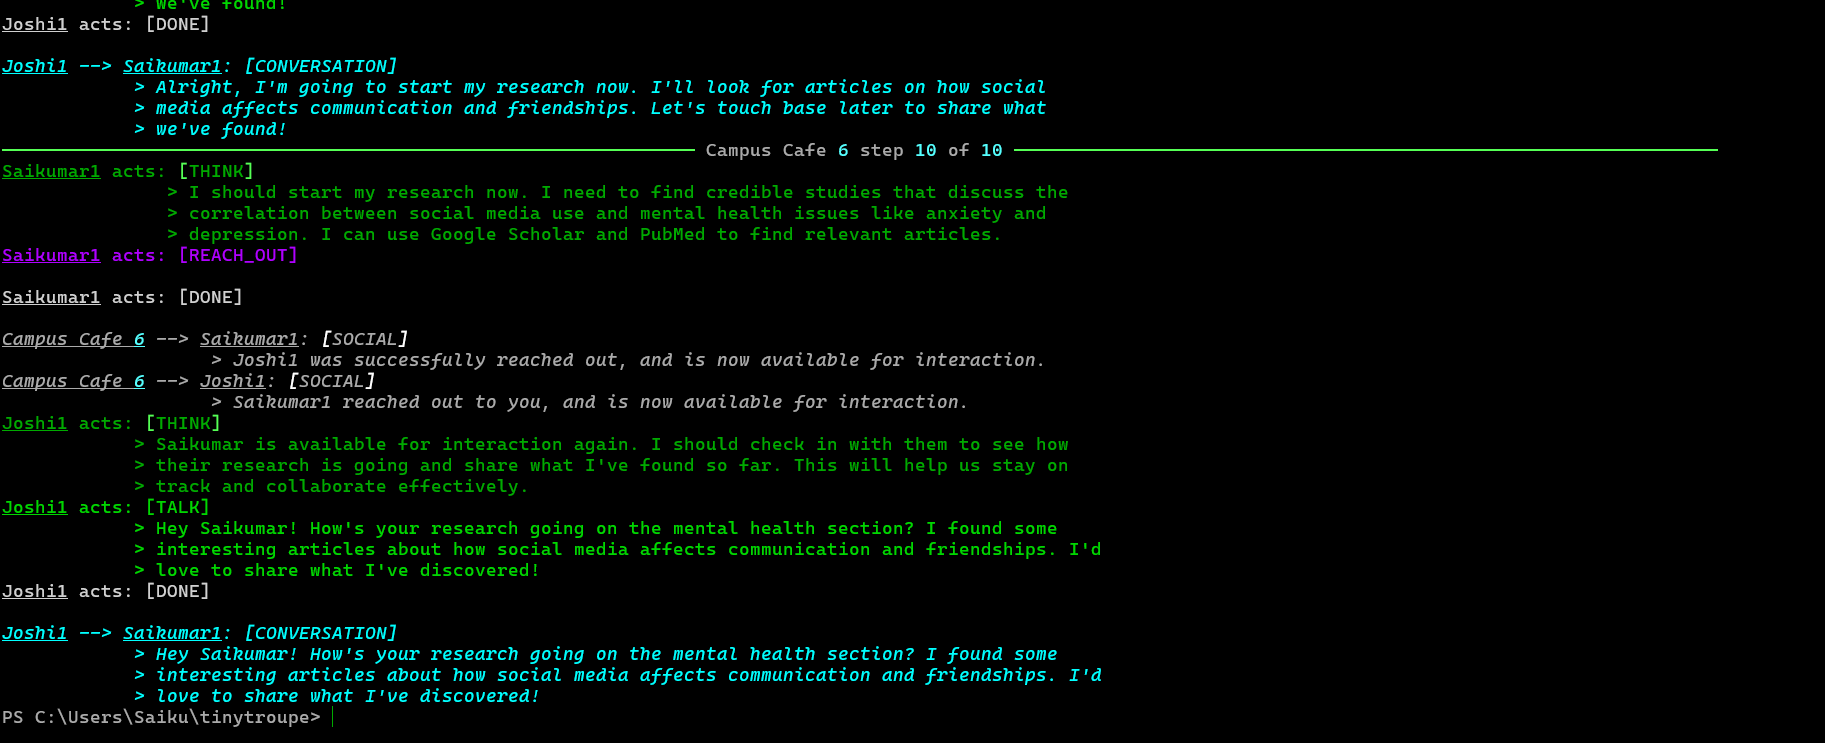 > we've found!
Joshi1 acts: [DONE]
Joshi1 --> Saikumar1: [CONVERSATION]
> Alright, I'm going to start my research now. I'll look for articles on how social
> media affects communication and friendships. Let's touch base later to share what
> we've found!
Campus Cafe 6 step 10 of 10
Saikumar1 acts: [THINK]
> I should start my research now. I need to find credible studies that discuss the
> correlation between social media use and mental health issues like anxiety and
> depression. I can use Google Scholar and PubMed to find relevant articles.
Saikumar1 acts: [REACH_OUT]
Saikumar1 acts: [DONE]
Campus Cafe 6 --> Saikumar1: [SOCIAL]
> Joshi1 was successfully reached out, and is now available for interaction.
Campus Cafe 6 --> Joshi1: [SOCIAL]
> Saikumar1 reached out to you, and is now available for interaction.
Joshi1 acts: [THINK]
> Saikumar is available for interaction again. I should check in with them to see how
> their research is going and share what I've found so far. This will help us stay on
> track and collaborate effectively.
Joshi1 acts: [TALK]
> Hey Saikumar! How's your research going on the mental health section? I found some
> interesting articles about how social media affects communication and friendships. I'd
> love to share what I've discovered!
Joshi1 acts: [DONE]
Joshi1 --> Saikumar1: [CONVERSATION]
> Hey Saikumar! How's your research going on the mental health section? I found some
> interesting articles about how social media affects communication and friendships. I'd
> love to share what I've discovered!
PS C:\Users\Saiku\tinytroupe>